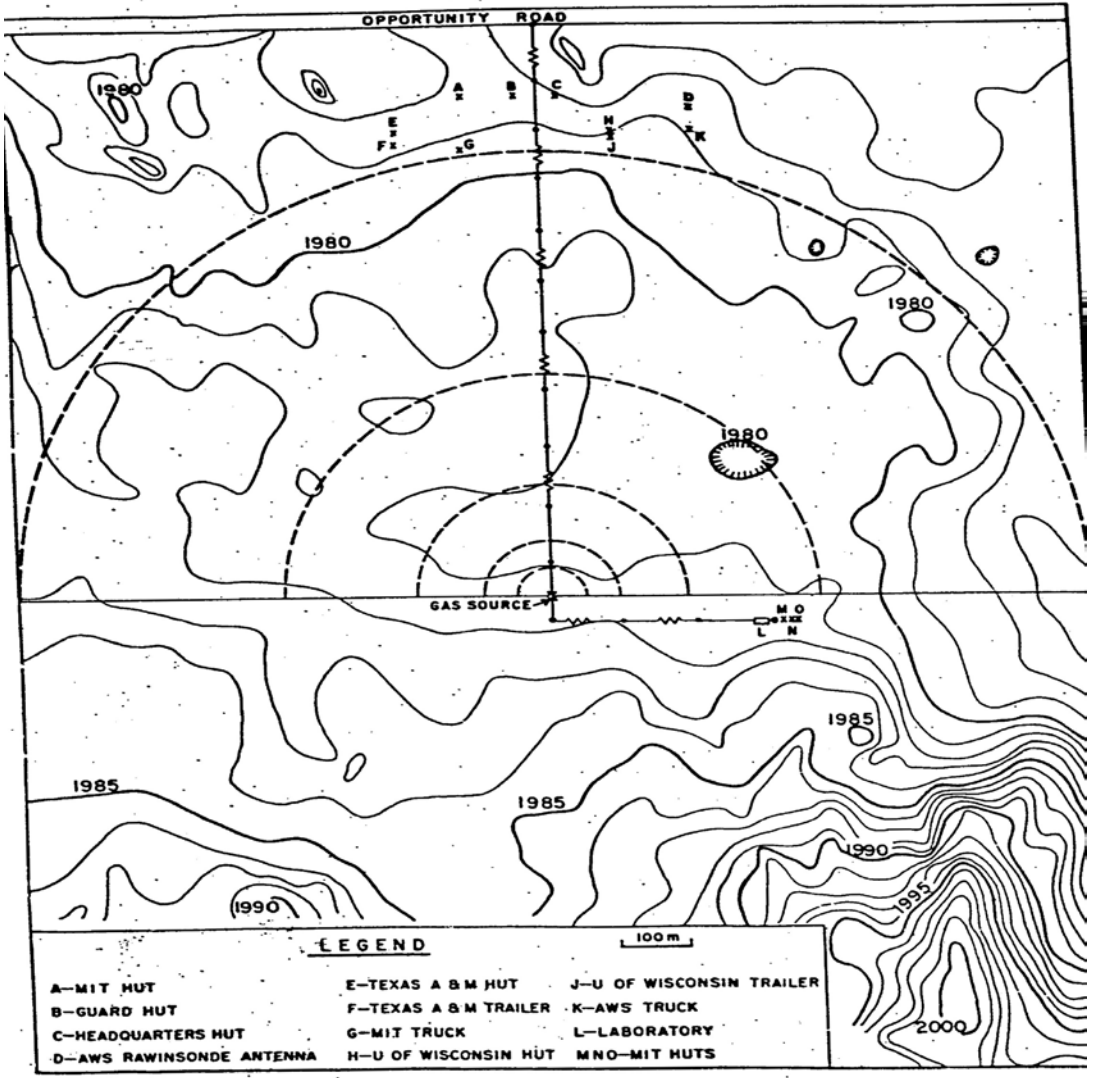 OPPORTUNITY ROAD
1980
A
B
C
D
E
H
F
G
J
K
1980
1980
1980
GAS SOURCE
M O
L N
1985
1985
1985
1990
1990
1995
2000
LEGEND
100 m
A—MIT HUT
B—GUARD HUT
C—HEADQUARTERS HUT
D—AWS RAWINSONDE ANTENNA
E—TEXAS A & M HUT
F—TEXAS A & M TRAILER
G—MIT TRUCK
H—U OF WISCONSIN HUT
J—U OF WISCONSIN TRAILER
K—AWS TRUCK
L—LABORATORY
MNO—MIT HUTS